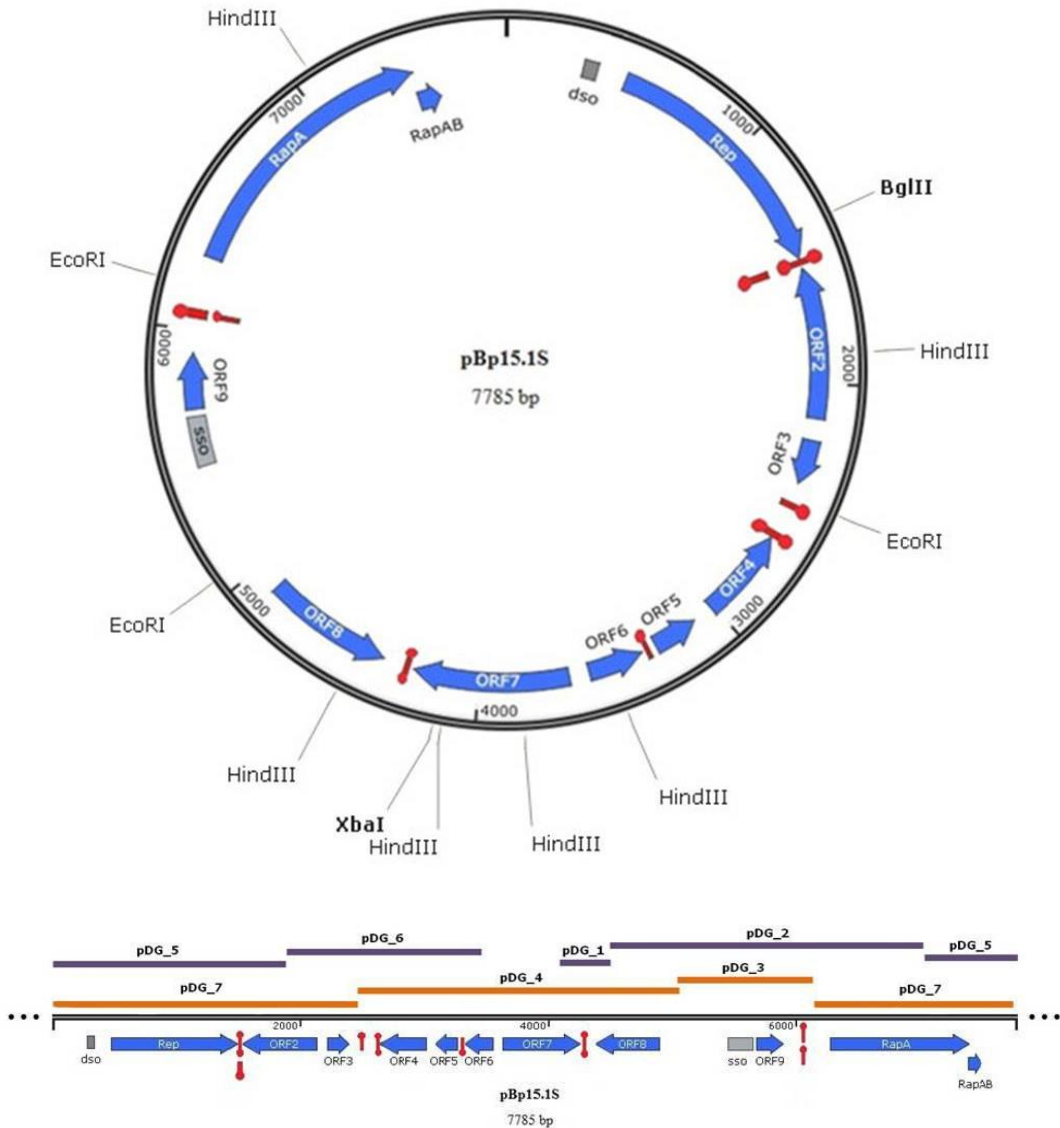 HindIII
7000
RapA
RapAB
dso
Rep
1000
BglII
EcoRI
6000
ORF9
sso
pBp15.1S
7785 bp
ORF2
2000
HindIII
ORF3
EcoRI
ORF4
3000
ORF5
ORF6
ORF7
4000
ORF8
5000
EcoRI
HindIII
XbaI
HindIII
HindIII
HindIII
pDG_5 pDG_6 pDG_1 pDG_2 pDG_5
pDG_7 pDG_4 pDG_3 pDG_7
••• 2000 4000 6000 •••
dso Rep ORF2 ORF3 ORF4 ORF5 ORF6 ORF7 ORF8 sso ORF9 RapA RapAB
pBp15.1S
7785 bp